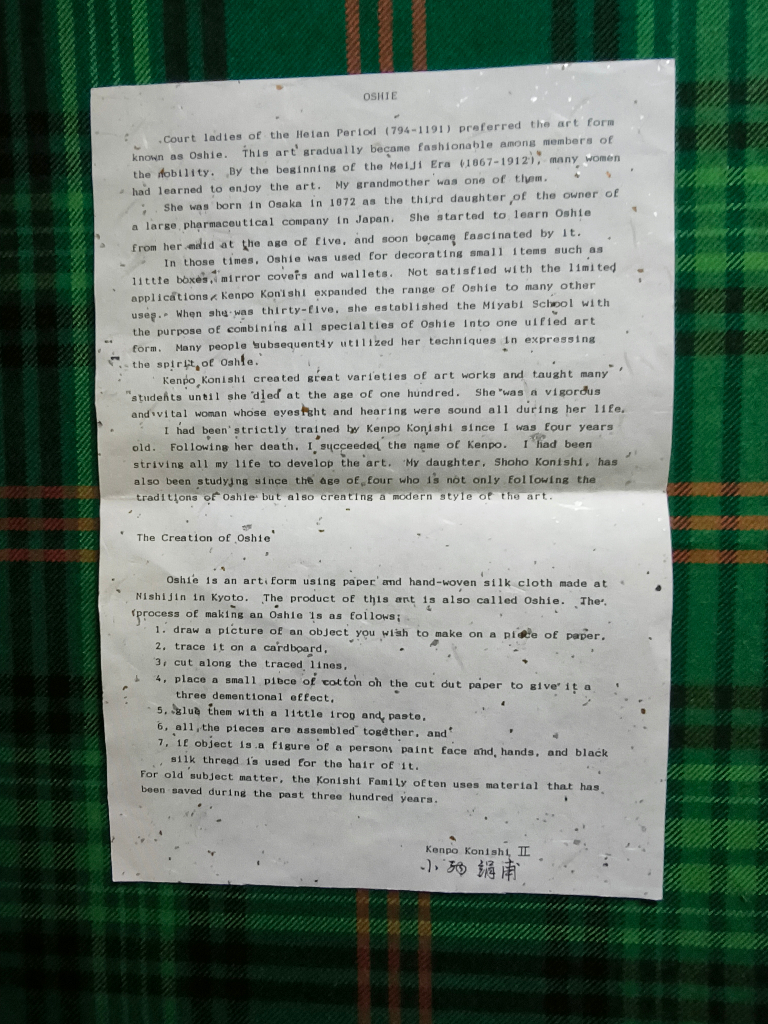 OSHIE
Court ladies of the Heian Period (794-1191) preferred the art form
known as Oshie. This art gradually became fashionable among members of
the nobility. By the beginning of the Meiji Era (1867-1912), many women
had learned to enjoy the art. My grandmother was one of them.
She was born in Osaka in 1872 as the third daughter of the owner of
a large pharmaceutical company in Japan. She started to learn Oshie
from her maid at the age of five, and soon became fascinated by it.
In those times, Oshie was used for decorating small items such as
little boxes, mirror covers and wallets. Not satisfied with the limited
applications, Kenpo Konishi expanded the range of Oshie to many other
uses. When she was thirty-five, she established the Miyabi School with
the purpose of combining all specialties of Oshie into one uified art
form. Many people subsequently utilized her techniques in expressing
the spirit of Oshie.
Kenpo Konishi created great varieties of art works and taught many
students until she died at the age of one hundred. She was a vigorous
and vital woman whose eyesight and hearing were sound all during her life.
I had been strictly trained by Kenpo Konishi since I was four years
old. Following her death, I succeeded the name of Kenpo. I had been
striving all my life to develop the art. My daughter, Shoho Konishi, has
also been studying since the age of four who is not only following the
traditions of Oshie but also creating a modern style of the art.
The Creation of Oshie
Oshie is an art form using paper and hand-woven silk cloth made at
Nishijin in Kyoto. The product of this art is also called Oshie. The
process of making an Oshie is as follows;
1, draw a picture of an object you wish to make on a piece of paper,
2, trace it on a cardboard,
3, cut along the traced lines,
4, place a small piece of cotton on the cut out paper to give it a
three dementional effect,
5, glue them with a little iron and paste,
6, all the pieces are assembled together, and
7, if object is a figure of a person, paint face and hands, and black
silk thread is used for the hair of it.
For old subject matter, the Konishi Family often uses material that has
been saved during the past three hundred years.
Kenpo Konishi II
小西 絹甫